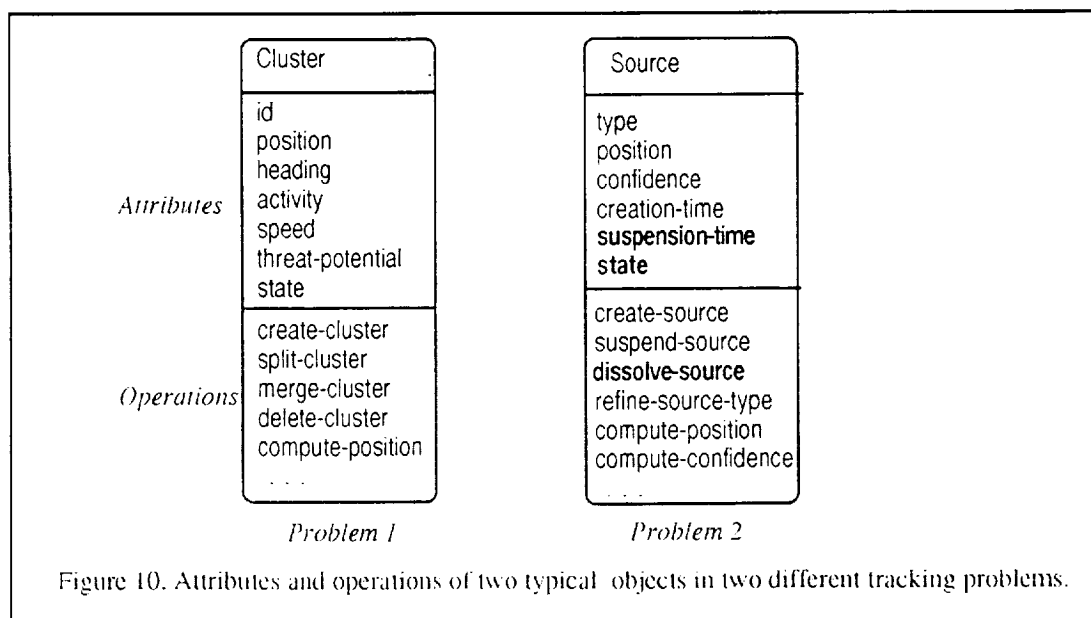 Cluster
id
position
heading
activity
speed
threat-potential
state
create-cluster
split-cluster
merge-cluster
delete-cluster
compute-position
. . .
Attributes
Operations
Problem 1
Source
type
position
confidence
creation-time
suspension-time
state
create-source
suspend-source
dissolve-source
refine-source-type
compute-position
compute-confidence
. . .
Problem 2
Figure 10. Attributes and operations of two typical objects in two different tracking problems.